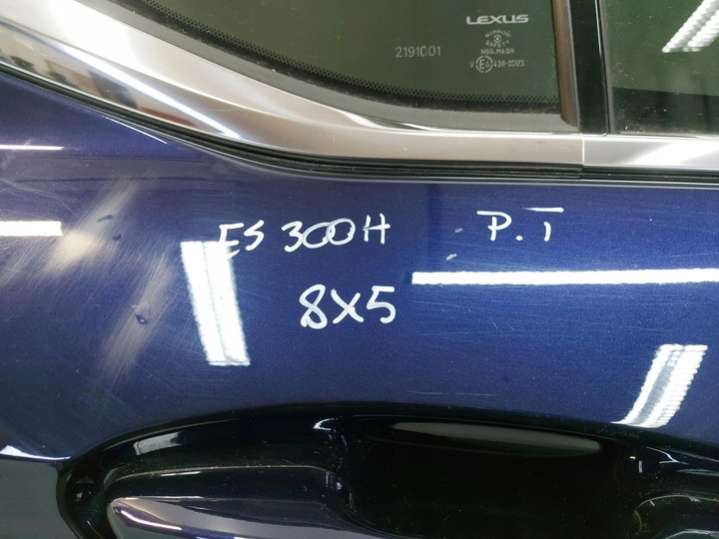 LEXUS
2191001
ES 300H P.T
8X5